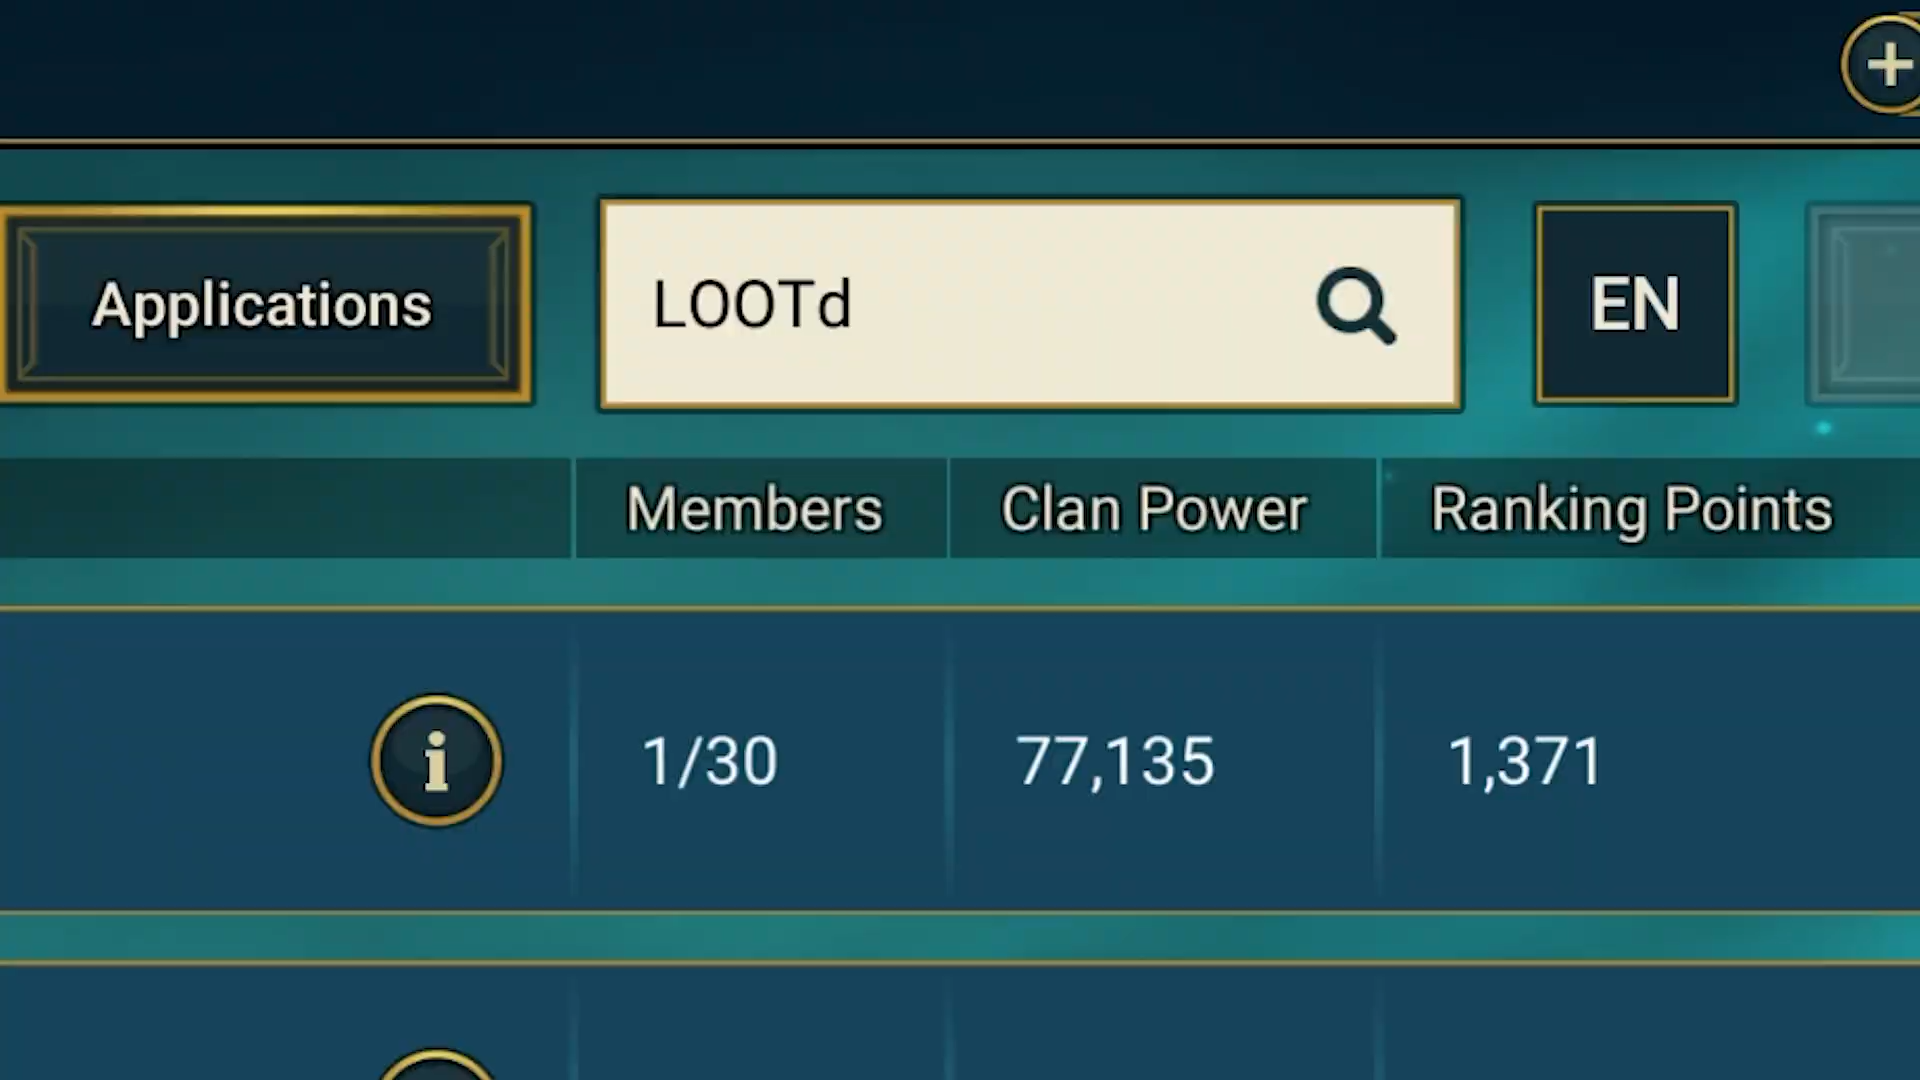 Applications
LOOTd
EN
Members
Clan Power
Ranking Points
1/30
77,135
1,371